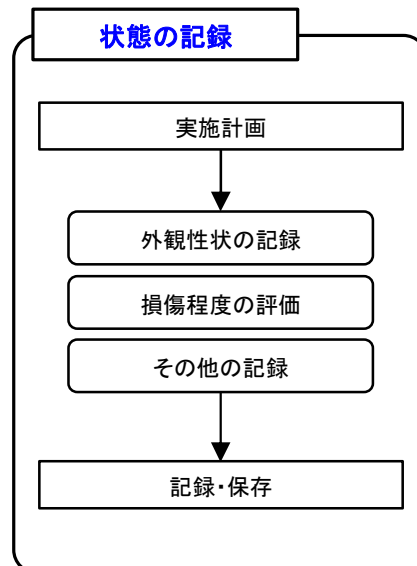 状態の記録
実施計画
外観性状の記録
損傷程度の評価
その他の記録
記録・保存